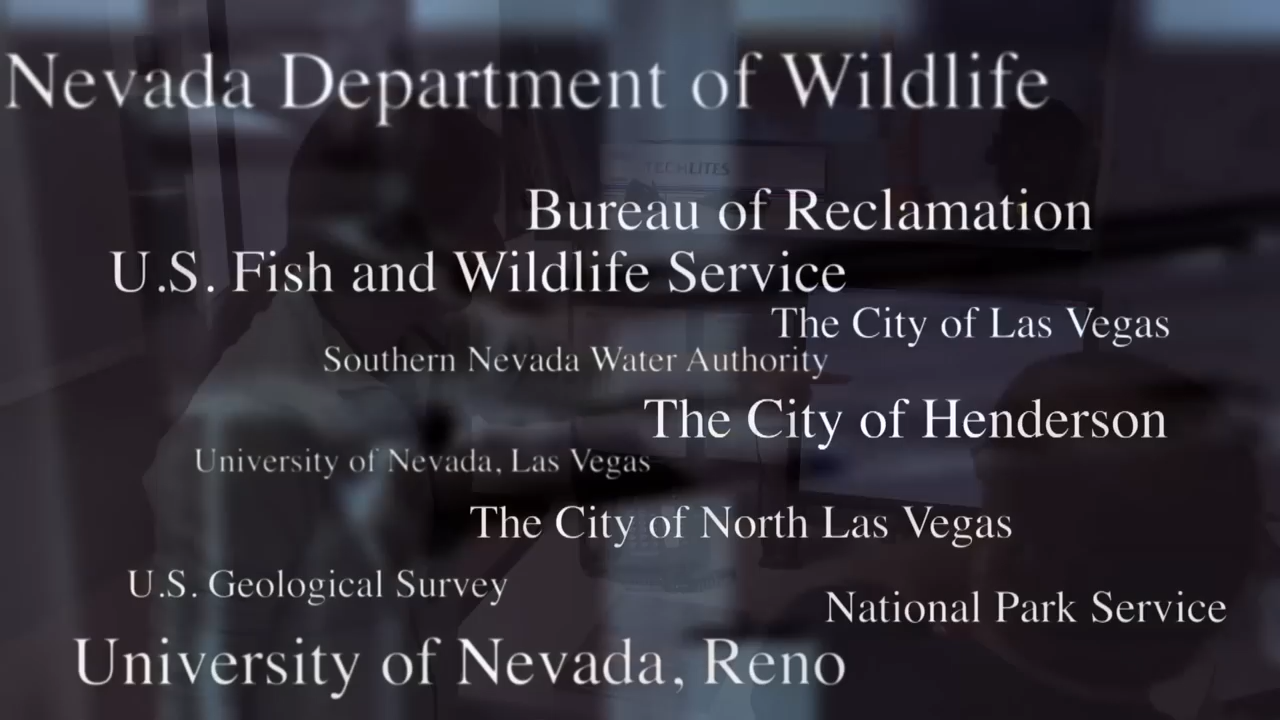 Nevada Department of Wildlife
TECHLITES
Bureau of Reclamation
U.S. Fish and Wildlife Service
The City of Las Vegas
Southern Nevada Water Authority
The City of Henderson
University of Nevada, Las Vegas
The City of North Las Vegas
U.S. Geological Survey
National Park Service
University of Nevada, Reno